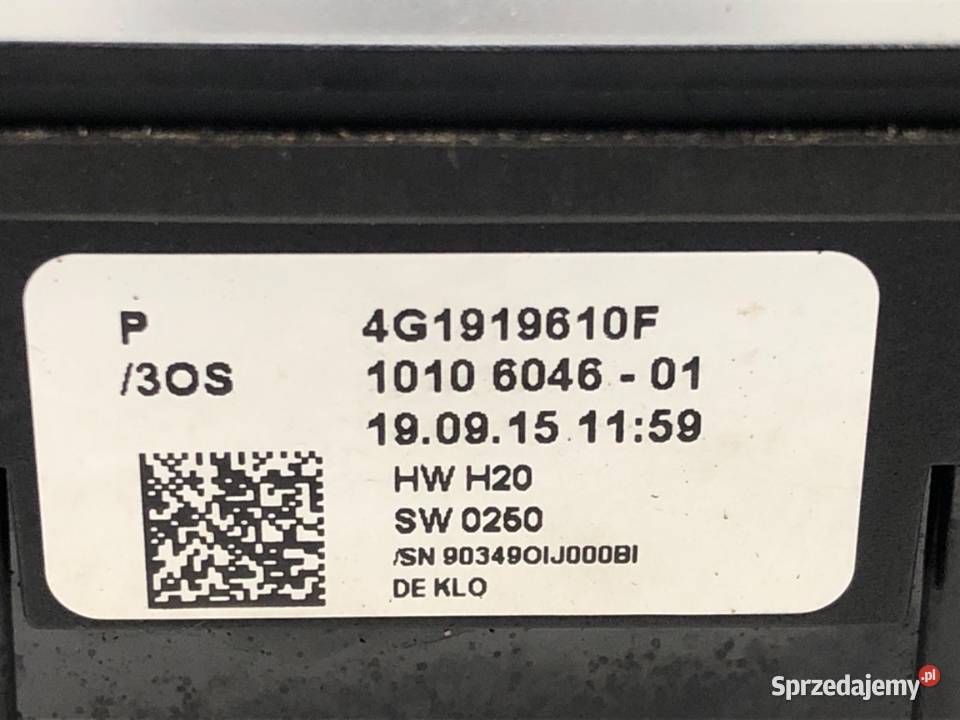 P 4G1919610F
/3OS 1010 6046 - 01
19.09.15 11:59
HW H20
SW 0250
/SN 90349OIJ000BI
DE KLO
Sprzedajemy.pl